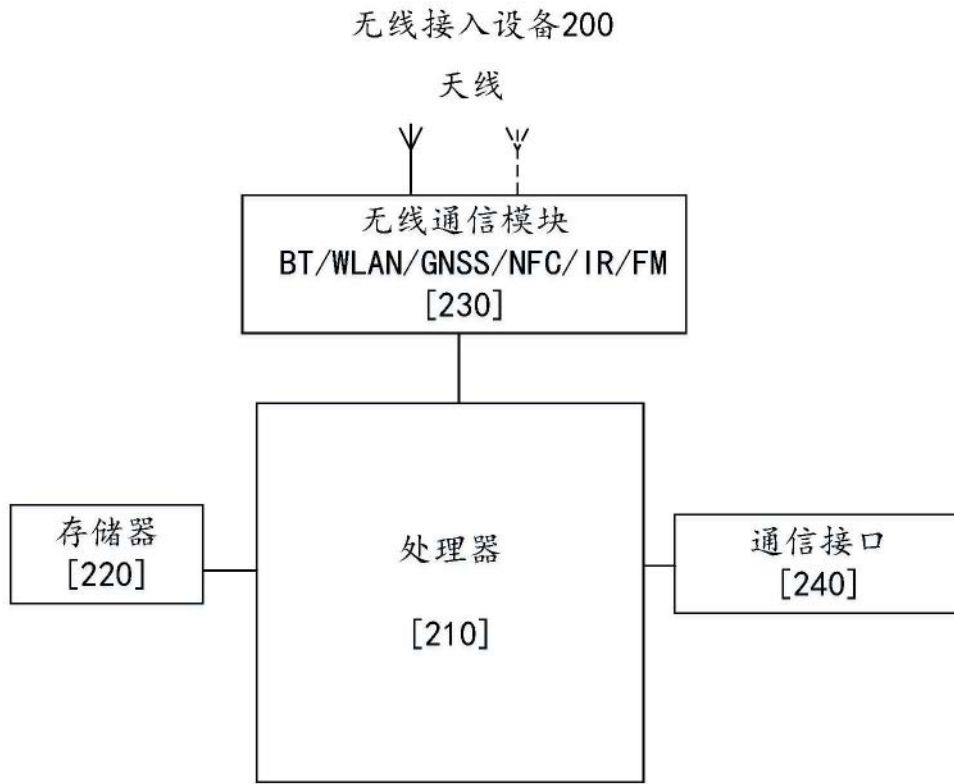 无线接入设备200
天线
无线通信模块
BT/WLAN/GNSS/NFC/IR/FM
[230]
存储器
[220]
处理器
[210]
通信接口
[240]